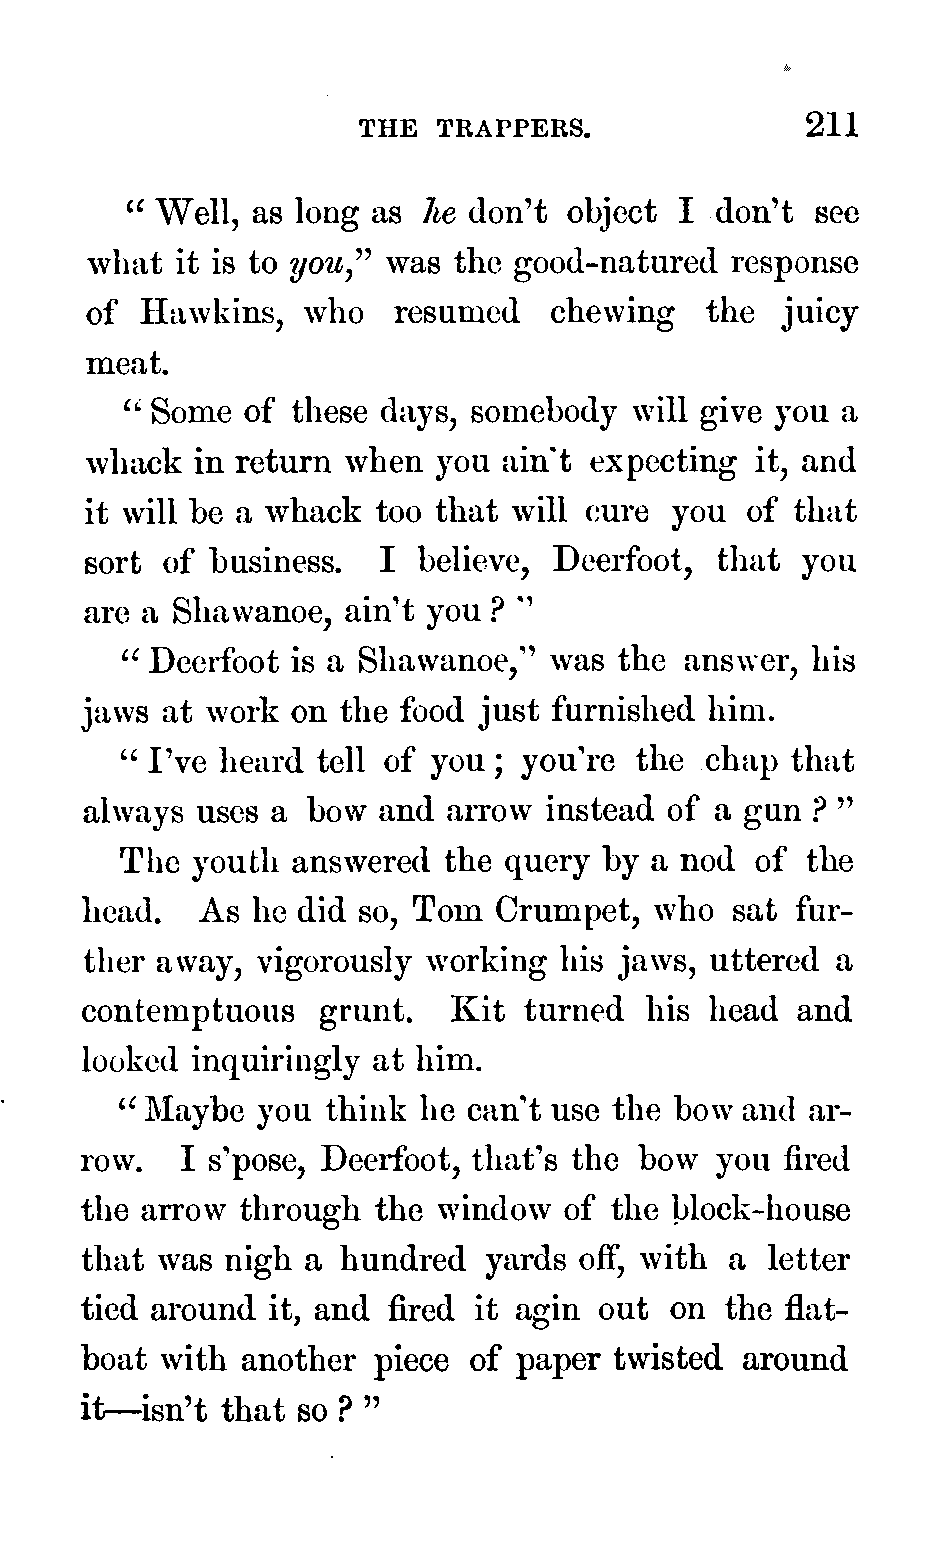 THE TRAPPERS. 211
“ Well, as long as he don’t object I don’t see
what it is to you,” was the good-natured response
of Hawkins, who resumed chewing the juicy
meat.
“ Some of these days, somebody will give you a
whack in return when you ain’t expecting it, and
it will be a whack too that will cure you of that
sort of business. I believe, Deerfoot, that you
are a Shawanoe, ain’t you ? ”
“ Deerfoot is a Shawanoe,” was the answer, his
jaws at work on the food just furnished him.
“ I’ve heard tell of you ; you’re the chap that
always uses a bow and arrow instead of a gun ? ”
The youth answered the query by a nod of the
head. As he did so, Tom Crumpet, who sat fur-
ther away, vigorously working his jaws, uttered a
contemptuous grunt. Kit turned his head and
looked inquiringly at him.
“ Maybe you think he can’t use the bow and ar-
row. I s’pose, Deerfoot, that’s the bow you fired
the arrow through the window of the block-house
that was nigh a hundred yards off, with a letter
tied around it, and fired it agin out on the flat-
boat with another piece of paper twisted around
it—isn’t that so ? ”